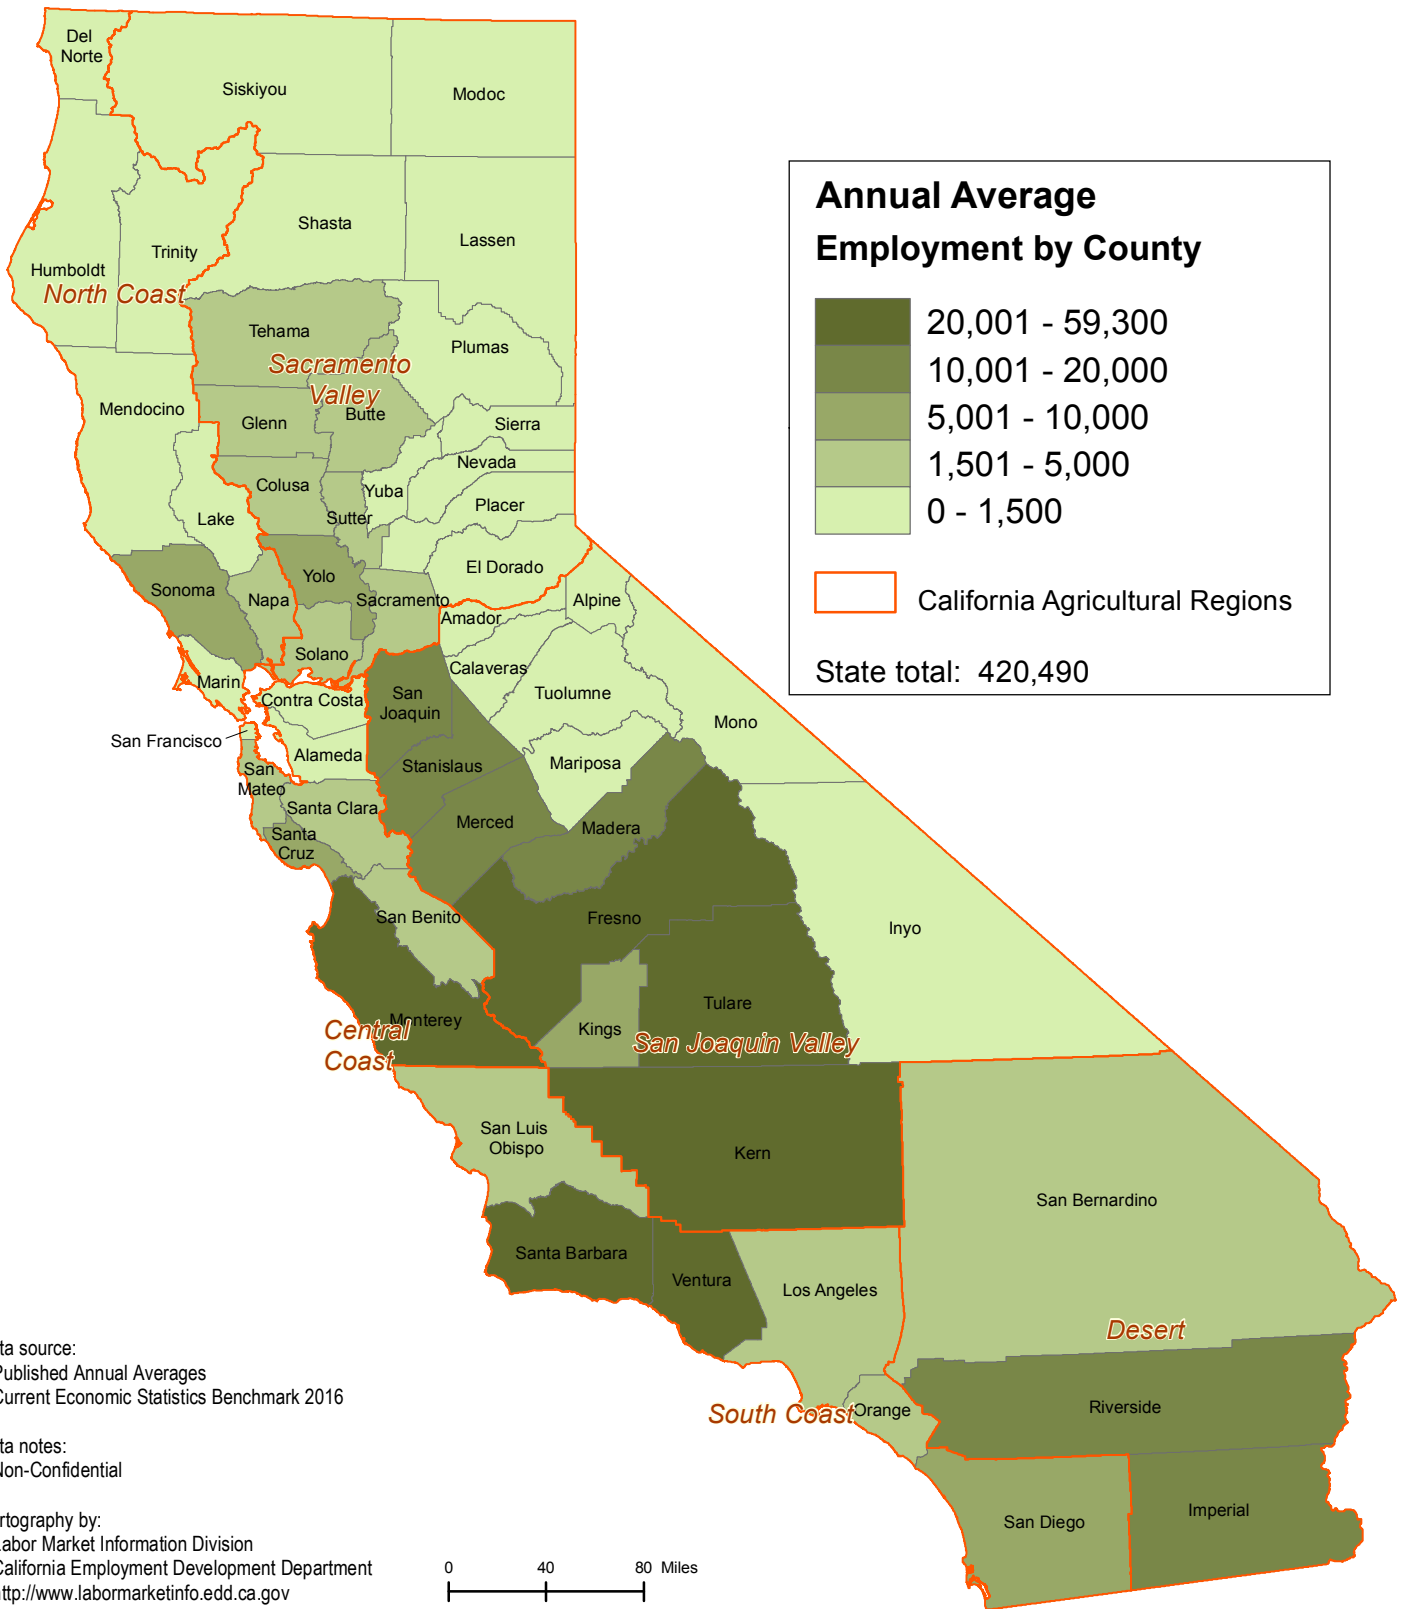 Del
Norte
Siskiyou
Modoc
Shasta
Lassen
Trinity
Humboldt
North Coast
Tehama
Plumas
Sacramento
Valley
Mendocino
Butte
Glenn
Sierra
Nevada
Colusa
Yuba
Placer
Sutter
Lake
El Dorado
Yolo
Sonoma
Napa
Sacramento
Alpine
Amador
Solano
Calaveras
Marin
Contra Costa
San
Joaquin
Tuolumne
Mono
San Francisco
Alameda
Stanislaus
Mariposa
San
Mateo
Santa Clara
Merced
Madera
Santa
Cruz
San Benito
Fresno
Inyo
Tulare
Monterey
Kings
Central
Coast
San Joaquin Valley
San Luis
Obispo
Kern
San Bernardino
Santa Barbara
Ventura
Los Angeles
Desert
Orange
South Coast
Riverside
San Diego
Imperial
Annual Average
Employment by County
20,001 - 59,300
10,001 - 20,000
5,001 - 10,000
1,501 - 5,000
0 - 1,500
California Agricultural Regions
State total: 420,490
ta source:
Published Annual Averages
Current Economic Statistics Benchmark 2016
ta notes:
Non-Confidential
rtography by:
Labor Market Information Division
California Employment Development Department
http://www.labormarketinfo.edd.ca.gov
0 40 80 Miles